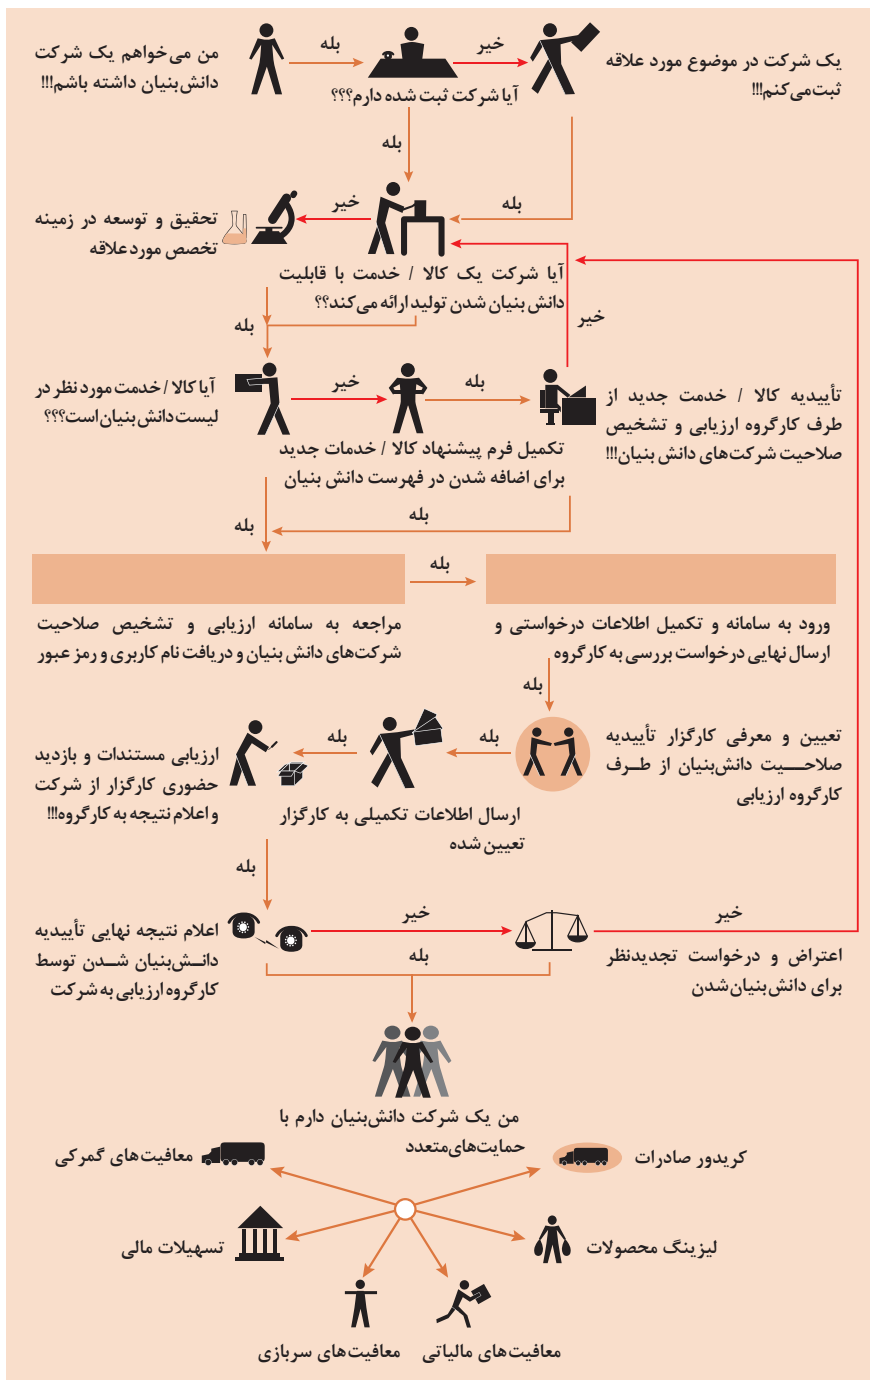 من می‌خواهم یک شرکت
دانش‌بنیان داشته باشم!!!
بله
آیا شرکت ثبت شده دارم؟؟؟
خیر
یک شرکت در موضوع مورد علاقه
ثبت‌می‌کنم!!!
بله
بله
خیر
تحقیق و توسعه در زمینه
تخصص مورد علاقه
آیا شرکت یک کالا / خدمت با قابلیت
دانش‌بنیان شدن تولید ارائه می‌کند؟؟
خیر
بله
آیا کالا / خدمت مورد نظر در
لیست دانش‌بنیان است؟؟؟
خیر
بله
تکمیل فرم پیشنهاد کالا / خدمات جدید
برای اضافه شدن در فهرست دانش بنیان
تأییدیه کالا / خدمت جدید از
طرف کارگروه ارزیابی و تشخیص
صلاحیت شرکت‌های دانش بنیان!!!
بله
بله
بله
مراجعه به سامانه ارزیابی و تشخیص صلاحیت
شرکت‌های دانش بنیان و دریافت نام کاربری و رمز عبور
ورود به سامانه و تکمیل اطلاعات درخواستی و
ارسال نهایی درخواست بررسی به کارگروه
بله
تعیین و معرفی کارگزار تأییدیه
صلاحـــیت دانش‌بنیان از طــرف
کارگروه ارزیابی
بله
ارسال اطلاعات تکمیلی به کارگزار
تعیین شده
بله
ارزیابی مستندات و بازدید
حضوری کارگزار از شرکت
و اعلام نتیجه به کارگروه!!!
بله
اعلام نتیجه نهایی تأییدیه
دانــش‌بنیان شــدن توسط
کارگروه ارزیابی به شرکت
خیر
بله
اعتراض و درخواست تجدیدنظر
برای دانش‌بنیان‌شدن
خیر
من یک شرکت دانش‌بنیان دارم با
حمایت‌های‌متعدد
کریدور صادرات
معافیت‌های گمرکی
لیزینگ محصولات
تسهیلات مالی
معافیت‌های مالیاتی
معافیت‌های سربازی